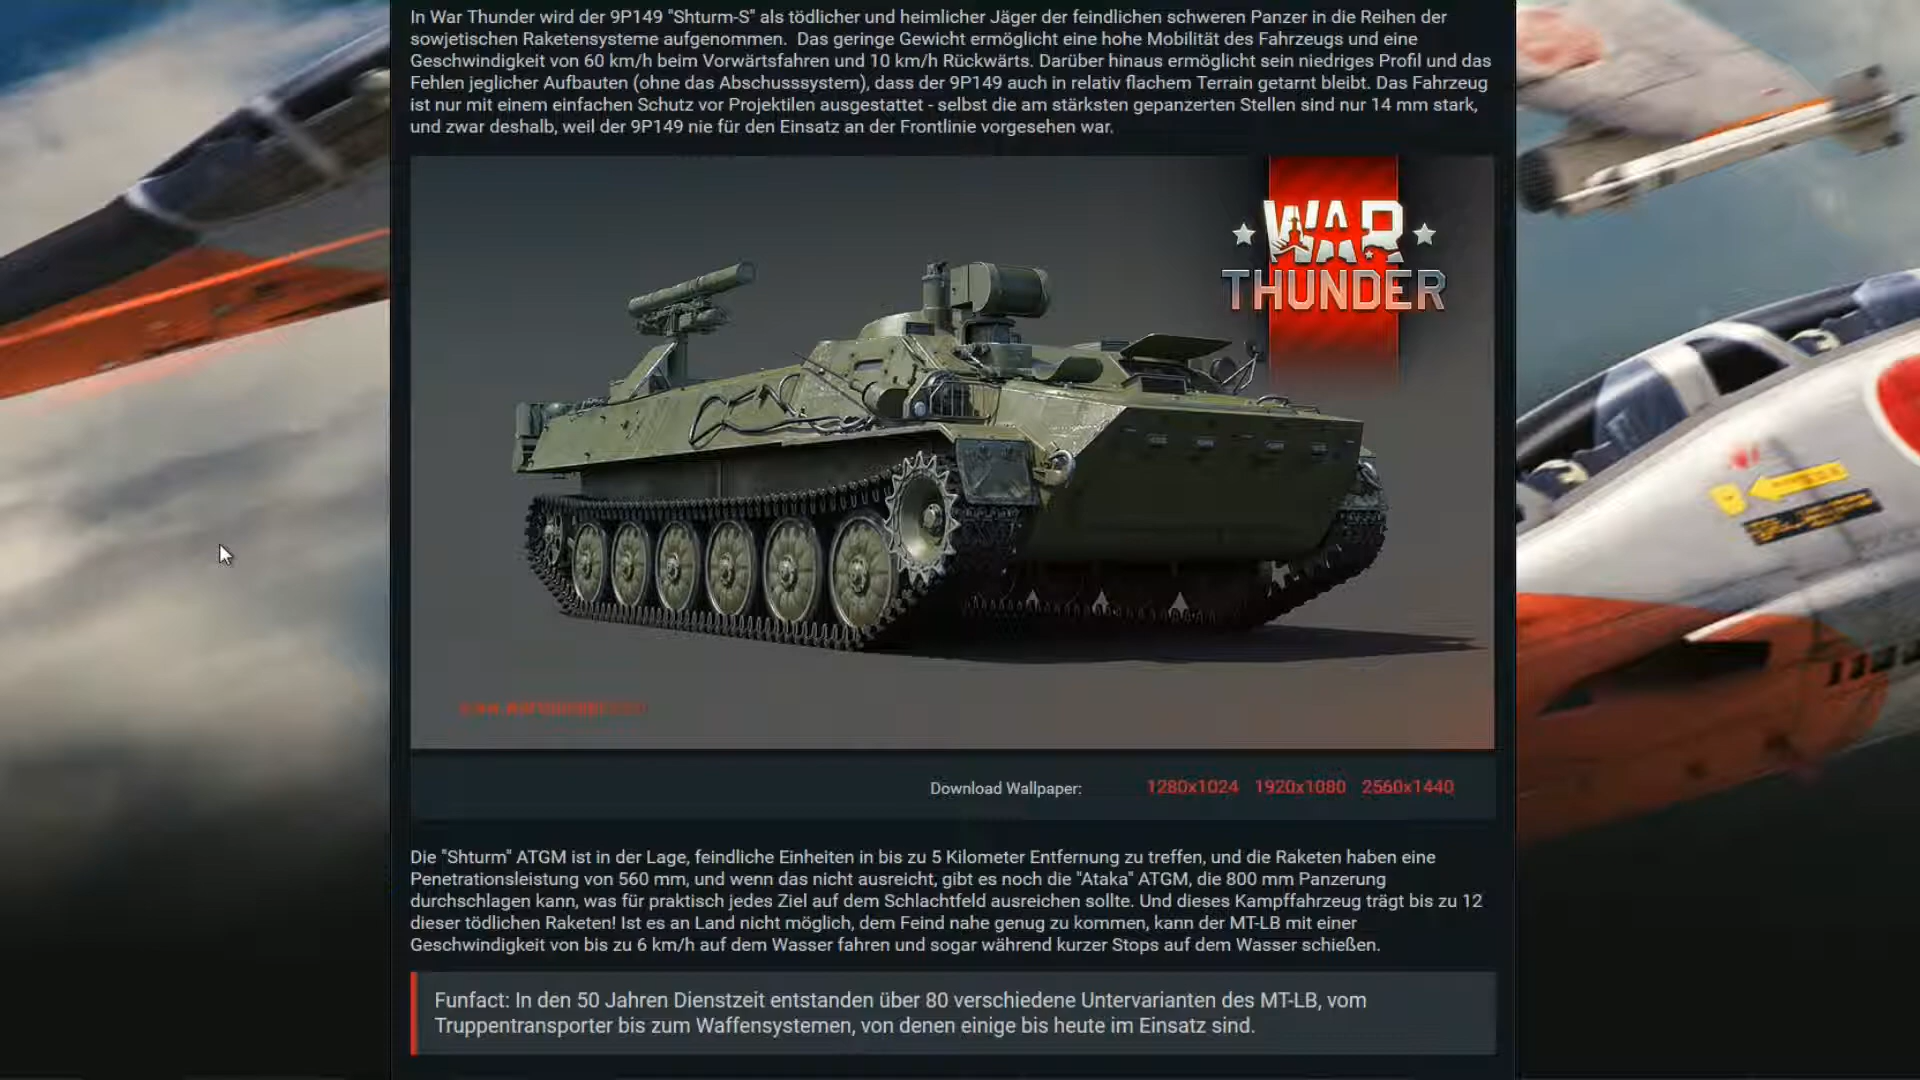 In War Thunder wird der 9P149 "Shturm-S" als tödlicher und heimlicher Jäger der feindlichen schweren Panzer in die Reihen der
sowjetischen Raketensysteme aufgenommen.  Das geringe Gewicht ermöglicht eine hohe Mobilität des Fahrzeugs und eine
Geschwindigkeit von 60 km/h beim Vorwärtsfahren und 10 km/h Rückwärts. Darüber hinaus ermöglicht sein niedriges Profil und das
Fehlen jeglicher Aufbauten (ohne das Abschusssystem), dass der 9P149 auch in relativ flachem Terrain getarnt bleibt. Das Fahrzeug
ist nur mit einem einfachen Schutz vor Projektilen ausgestattet - selbst die am stärksten gepanzerten Stellen sind nur 14 mm stark,
und zwar deshalb, weil der 9P149 nie für den Einsatz an der Frontlinie vorgesehen war.
WAR
THUNDER
Download Wallpaper: 1280x1024 1920x1080 2560x1440
Die "Shturm" ATGM ist in der Lage, feindliche Einheiten in bis zu 5 Kilometer Entfernung zu treffen, und die Raketen haben eine
Penetrationsleistung von 560 mm, und wenn das nicht ausreicht, gibt es noch die "Ataka" ATGM, die 800 mm Panzerung
durchschlagen kann, was für praktisch jedes Ziel auf dem Schlachtfeld ausreichen sollte. Und dieses Kampffahrzeug trägt bis zu 12
dieser tödlichen Raketen! Ist es an Land nicht möglich, dem Feind nahe genug zu kommen, kann der MT-LB mit einer
Geschwindigkeit von bis zu 6 km/h auf dem Wasser fahren und sogar während kurzer Stops auf dem Wasser schießen.
Funfact: In den 50 Jahren Dienstzeit entstanden über 80 verschiedene Untervarianten des MT-LB, vom
Truppentransporter bis zum Waffensystemen, von denen einige bis heute im Einsatz sind.